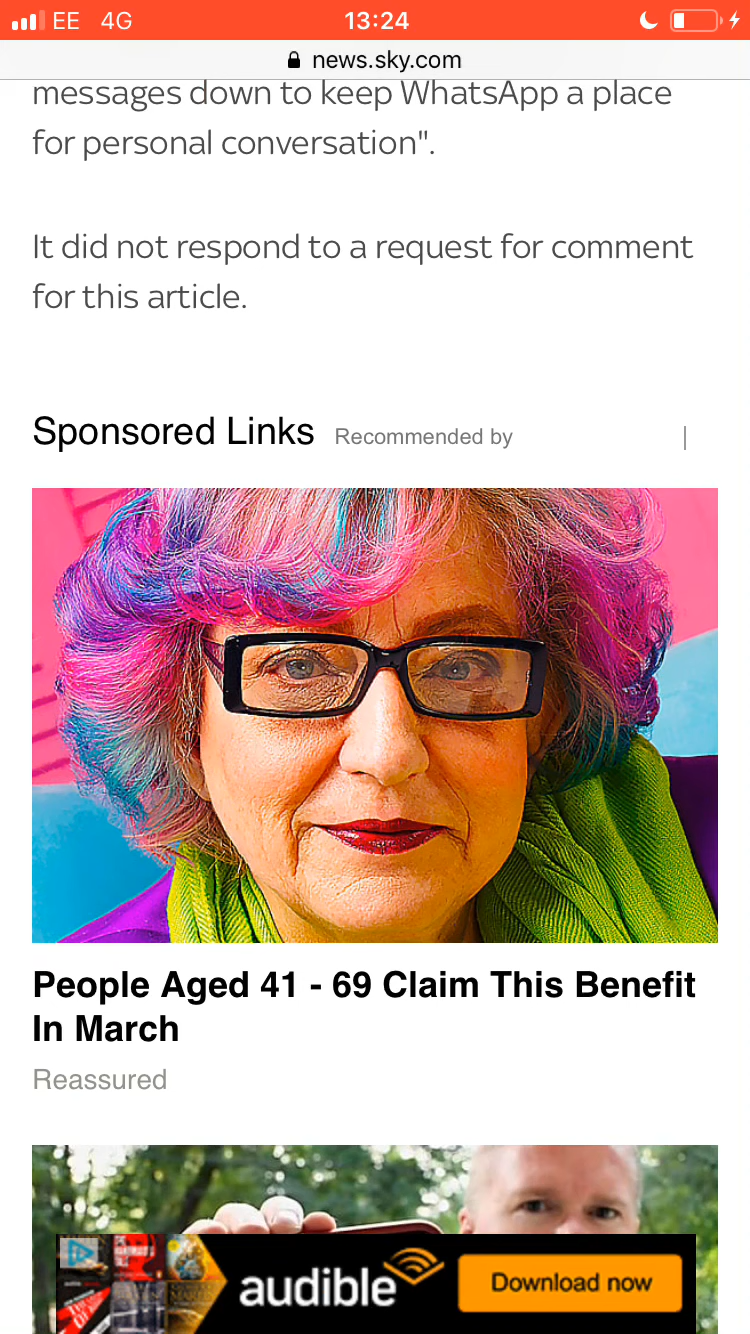 EE 4G 13:24
news.sky.com
messages down to keep WhatsApp a place
for personal conversation".
It did not respond to a request for comment
for this article.
Sponsored Links Recommended by |
People Aged 41 - 69 Claim This Benefit
In March
Reassured
audible Download now